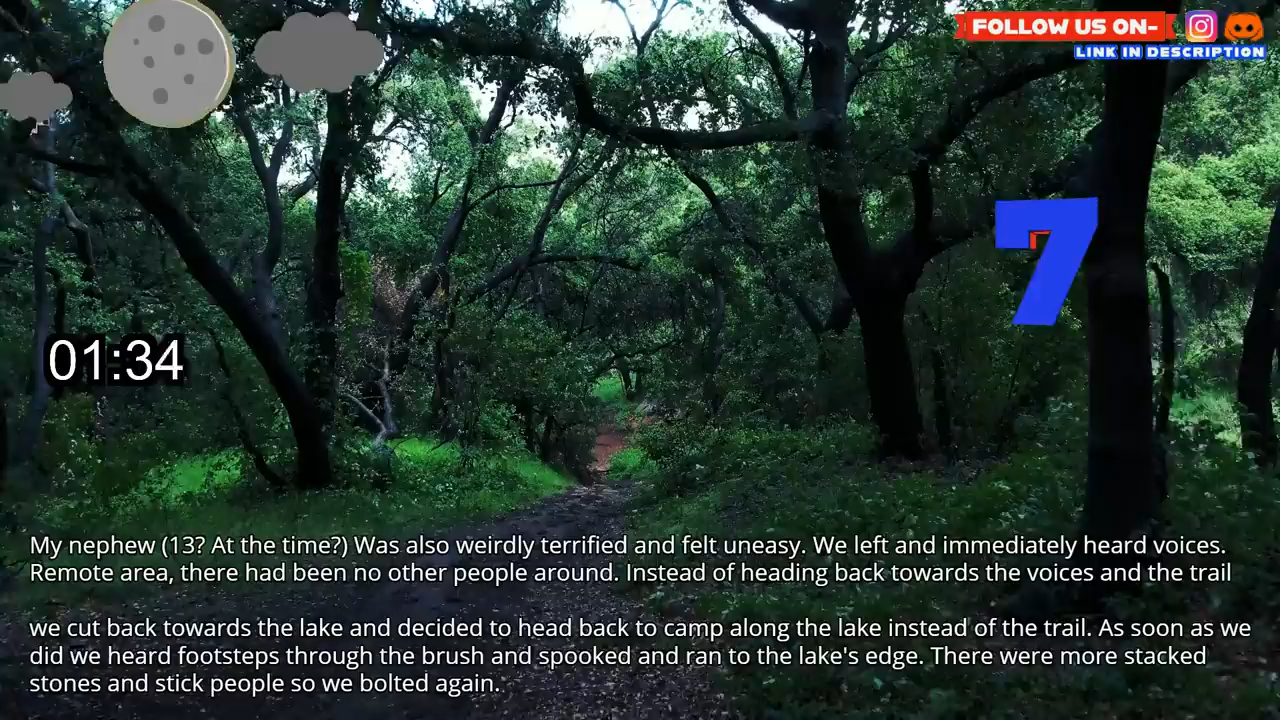 FOLLOW US ON-
LINK IN DESCRIPTION
7
01:34
My nephew (13? At the time?) Was also weirdly terrified and felt uneasy. We left and immediately heard voices.
Remote area, there had been no other people around. Instead of heading back towards the voices and the trail
we cut back towards the lake and decided to head back to camp along the lake instead of the trail. As soon as we
did we heard footsteps through the brush and spooked and ran to the lake's edge. There were more stacked
stones and stick people so we bolted again.